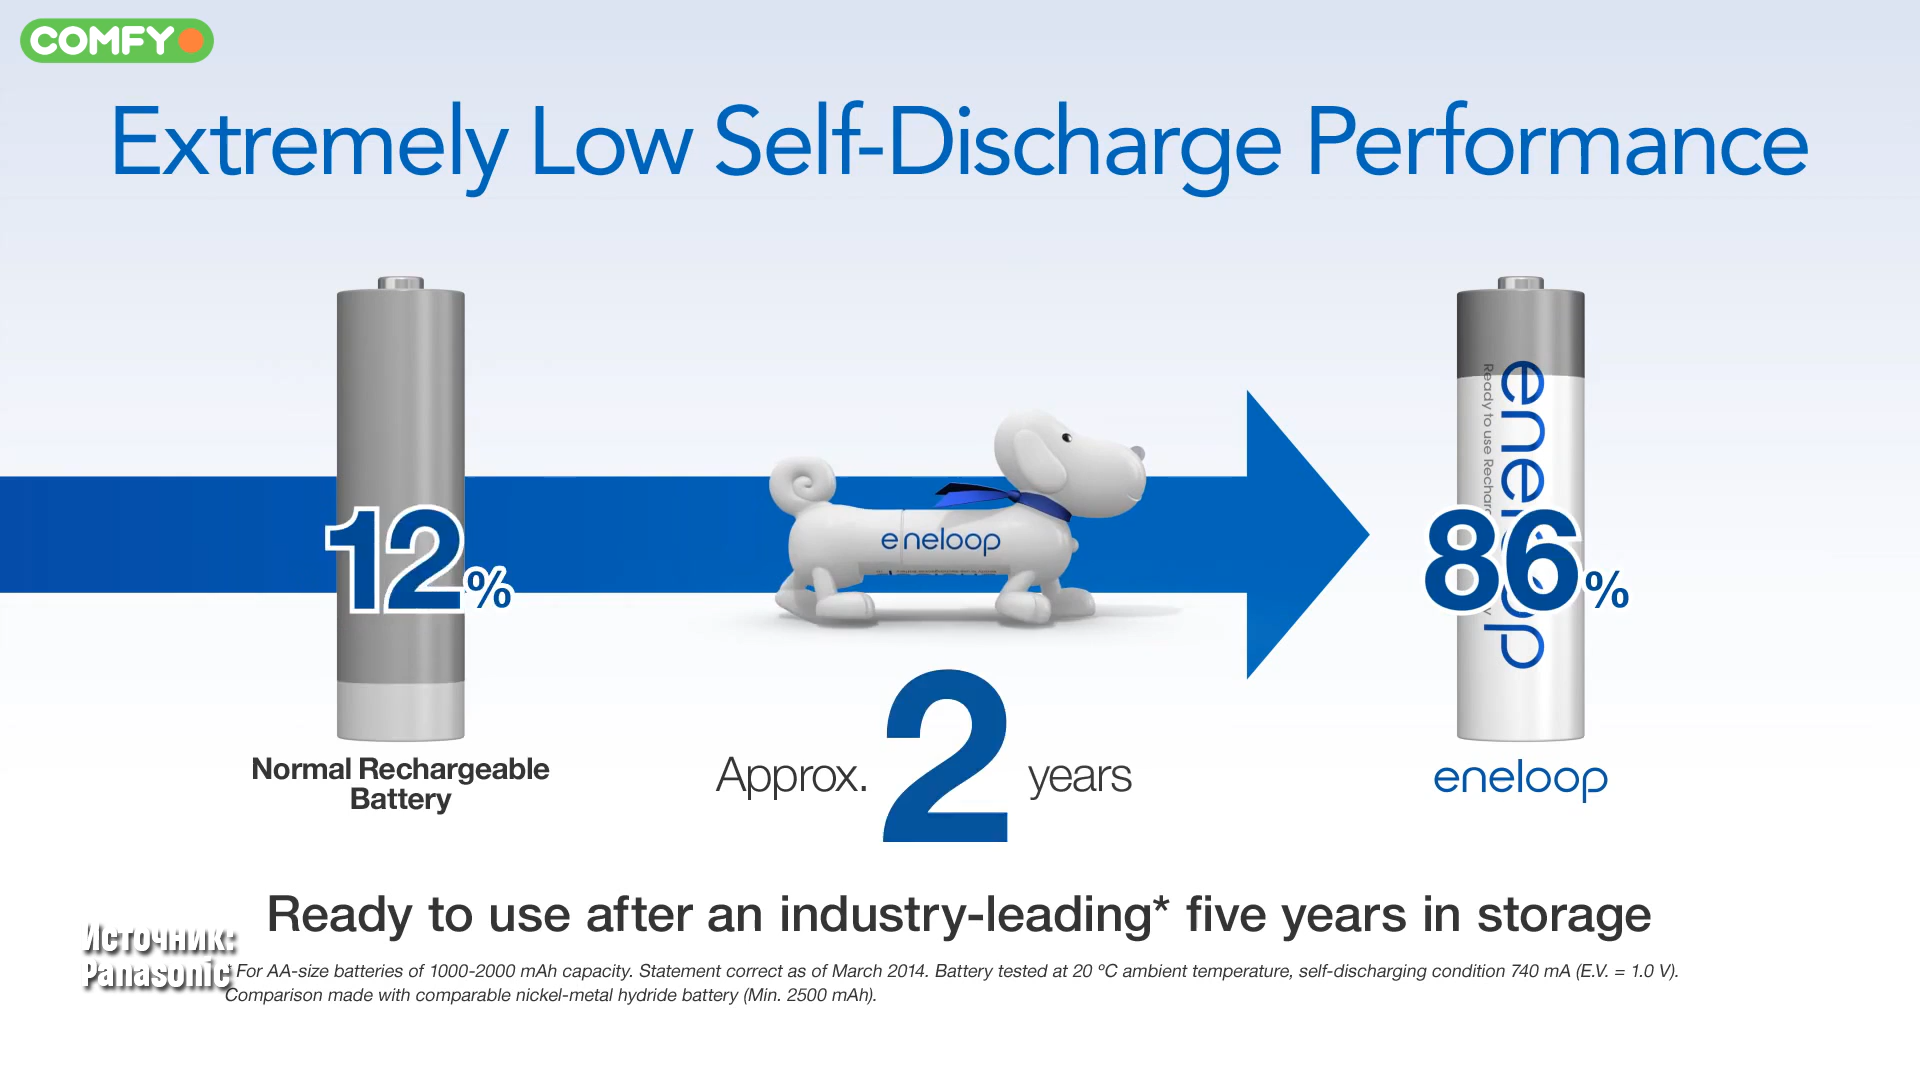 COMFY
Extremely Low Self-Discharge Performance
eneloop
12%
eneloop
86%
Normal Rechargeable
Battery
Approx. 2 years
eneloop
Ready to use after an industry-leading* five years in storage
Источник:
Panasonic
* For AA-size batteries of 1000-2000 mAh capacity. Statement correct as of March 2014. Battery tested at 20 ºC ambient temperature, self-discharging condition 740 mA (E.V. = 1.0 V).
Comparison made with comparable nickel-metal hydride battery (Min. 2500 mAh).